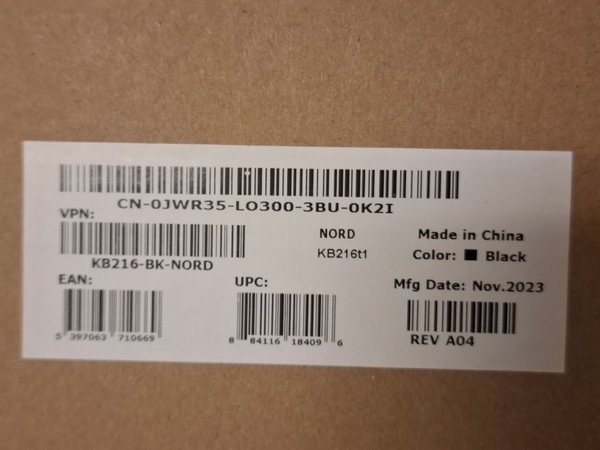 CN-0JWR35-LO300-3BU-0K2I
VPN:
KB216-BK-NORD
NORD
KB216t1
Made in China
Color: Black
EAN:
5 397063 710669
UPC:
8 84116 18409 6
Mfg Date: Nov.2023
REV A04